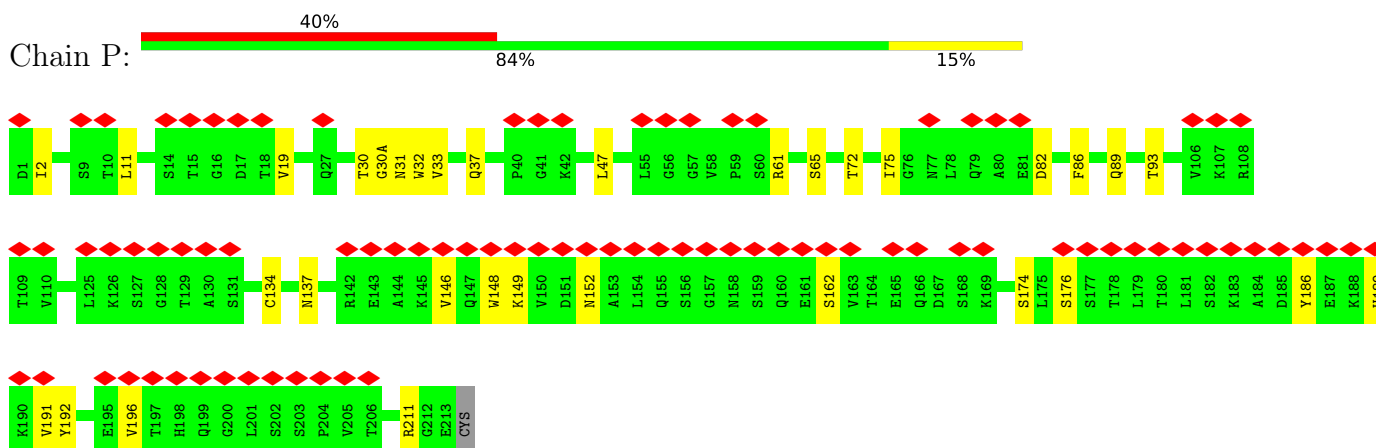 40%
Chain P:
84% 15%
D1 I2 S9 T10 L11 S14 T15 G16 D17 T18 V19 Q27 T30 G30A N31 W32 V33 Q37 P40 G41 K42 L47 L55 G56 G57 V58 P59 S60 R61 S65 T72 I75 G76 N77 L78 Q79 A80 E81 D82 F86 Q89 T93 V106 K107 R108
T109 V110 L125 K126 S127 G128 T129 A130 S131 C134 N137 R142 E143 A144 K145 V146 Q147 W148 K149 V150 D151 N152 A153 L154 Q155 S156 G157 N158 S159 Q160 E161 S162 V163 T164 E165 Q166 D167 S168 K169 S174 L175 S176 S177 T178 L179 T180 L181 S182 K183 A184 D185 Y186 E187 K188
K190 V191 Y192 E195 V196 T197 H198 Q199 G200 L201 S202 S203 P204 V205 T206 R211 G212 E213 CYS